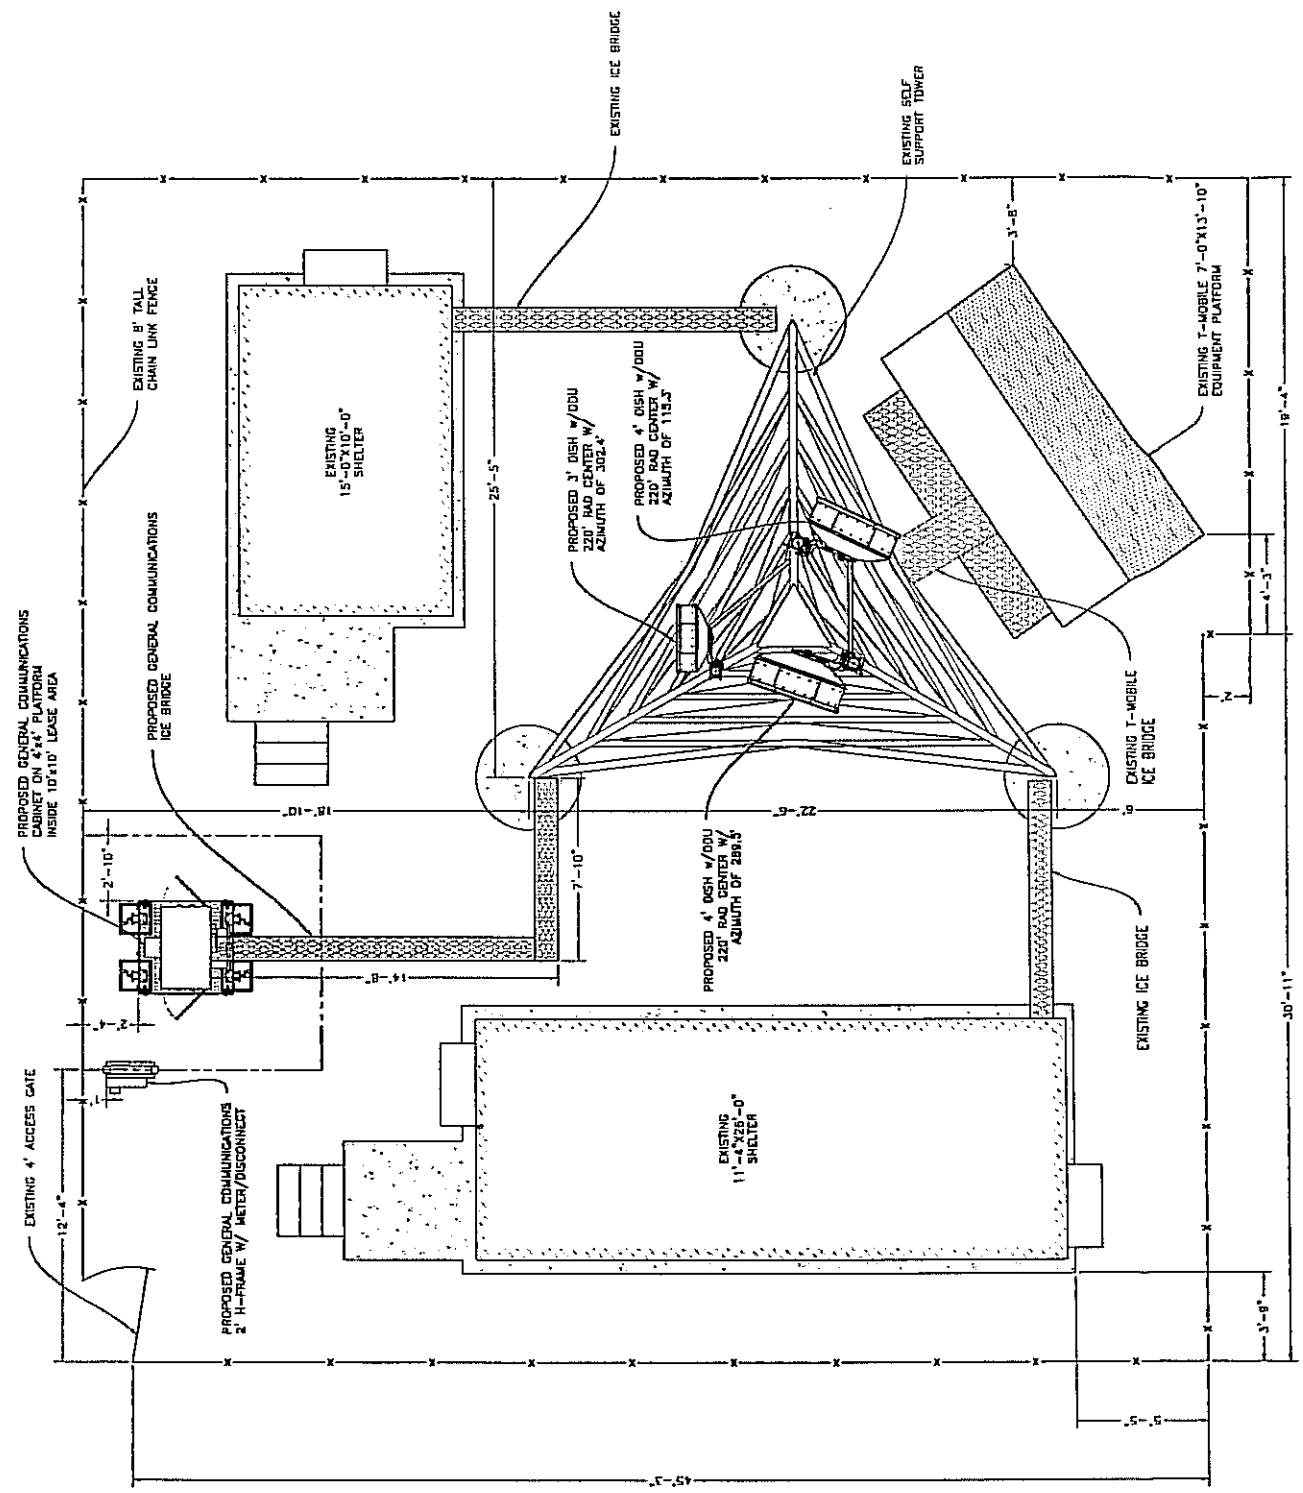 EXISTING ICE BRIDGE
EXISTING SELF
SUPPORT TOWER
EXISTING 8' TALL
CHAIN LINK FENCE
PROPOSED GENERAL COMMUNICATIONS
ICE BRIDGE
PROPOSED GENERAL COMMUNICATIONS
CABINET ON 4'x4' PLATFORM
INSIDE 10'x10' LEASE AREA
EXISTING 4' ACCESS GATE
PROPOSED GENERAL COMMUNICATIONS
2' H-FRAME W/ METER/DISCONNECT
EXISTING
15'-0"X10'-0"
SHELTER
PROPOSED 3' DISH w/ODU
220' RAD CENTER W/
AZIMUTH OF 302.4°
PROPOSED 4' DISH w/ODU
220' RAD CENTER W/
AZIMUTH OF 119.3°
PROPOSED 4' DISH w/ODU
220' RAD CENTER W/
EXISTING T-MOBILE 7'-0"X13'-10"
EQUIPMENT PLATFORM
EXISTING T-MOBILE
ICE BRIDGE
EXISTING ICE BRIDGE
EXISTING
11'-4"X26'-0"
SHELTER
25'-5"
18'-10"
22'-6"
6'
7'-10"
14'-8"
2'-10"
2'-4"
1'
12'-4"
3'-8"
19'-4"
4'-3"
2'
30'-11"
3'-9"
5'-5"
45'-3"